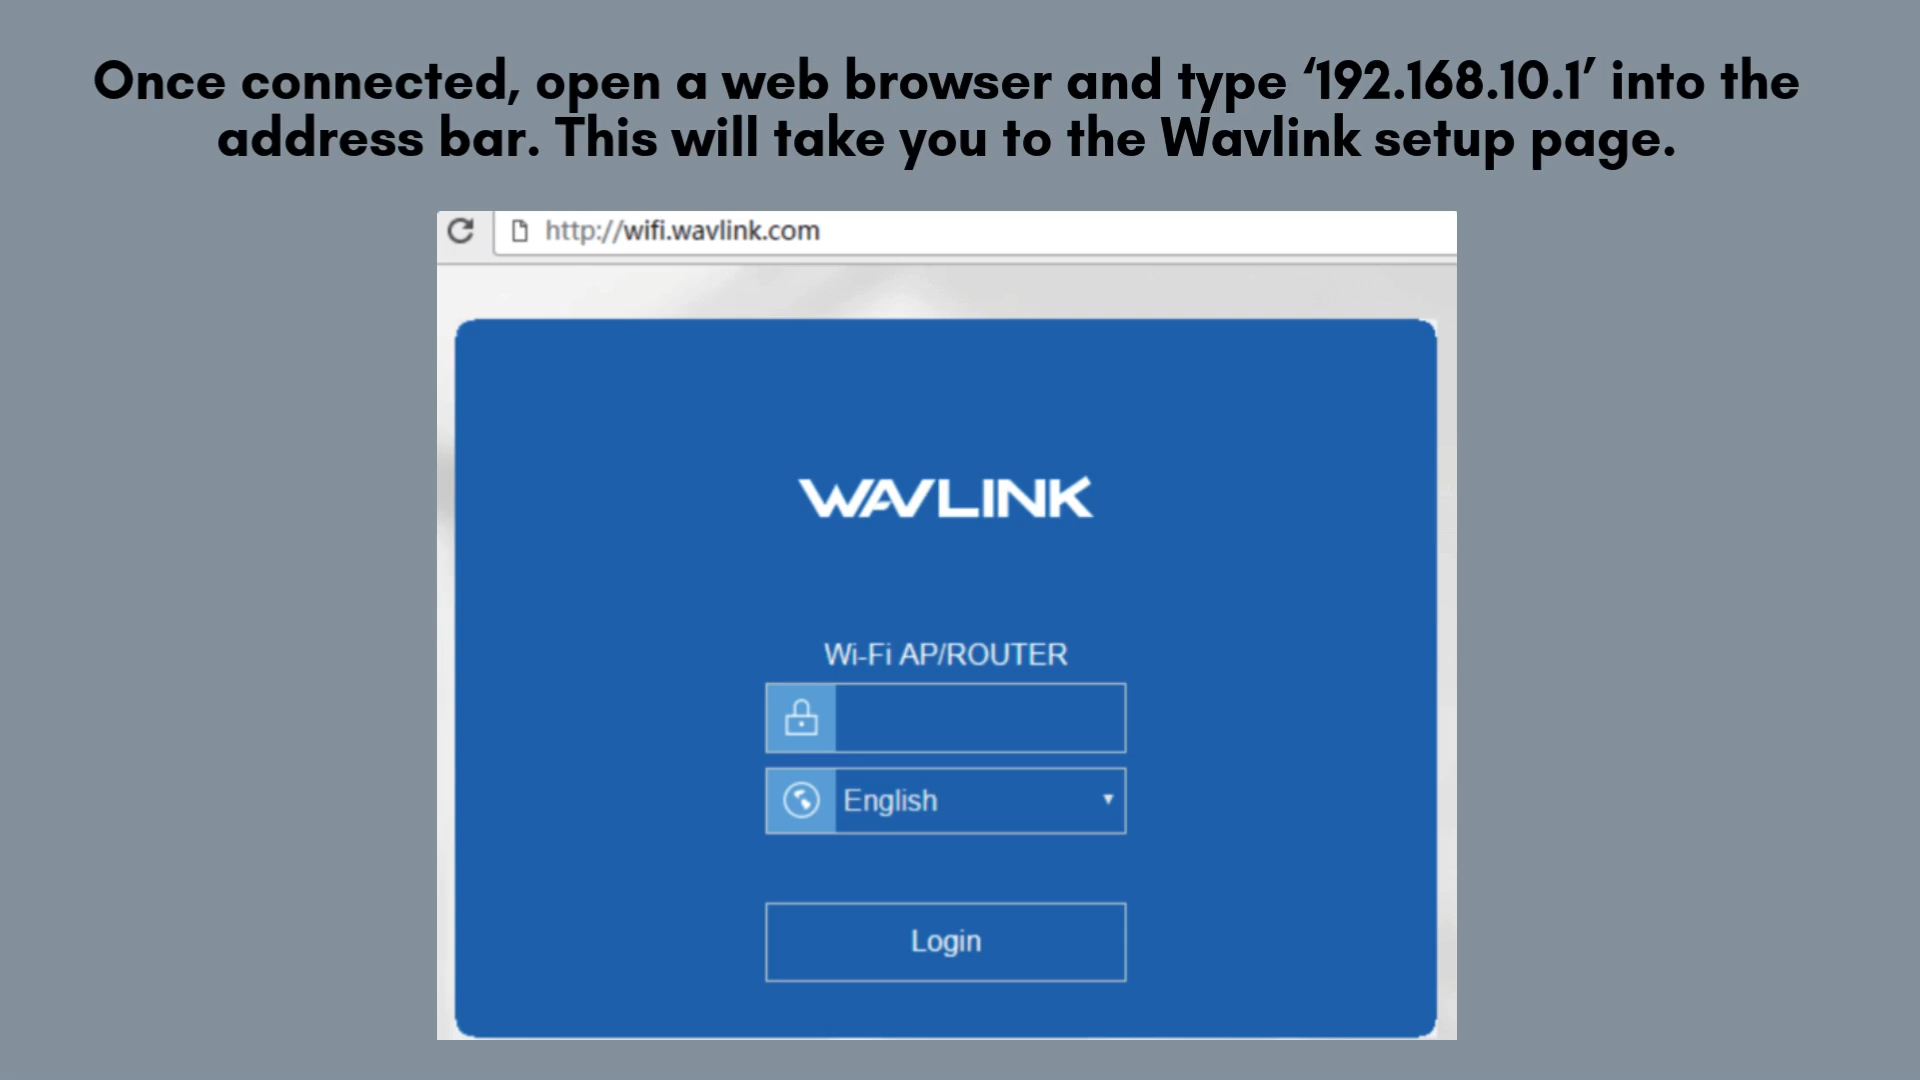 Once connected, open a web browser and type ‘192.168.10.1’ into the
address bar. This will take you to the Wavlink setup page.
http://wifi.wavlink.com
WAVLINK
Wi-Fi AP/ROUTER
English
Login